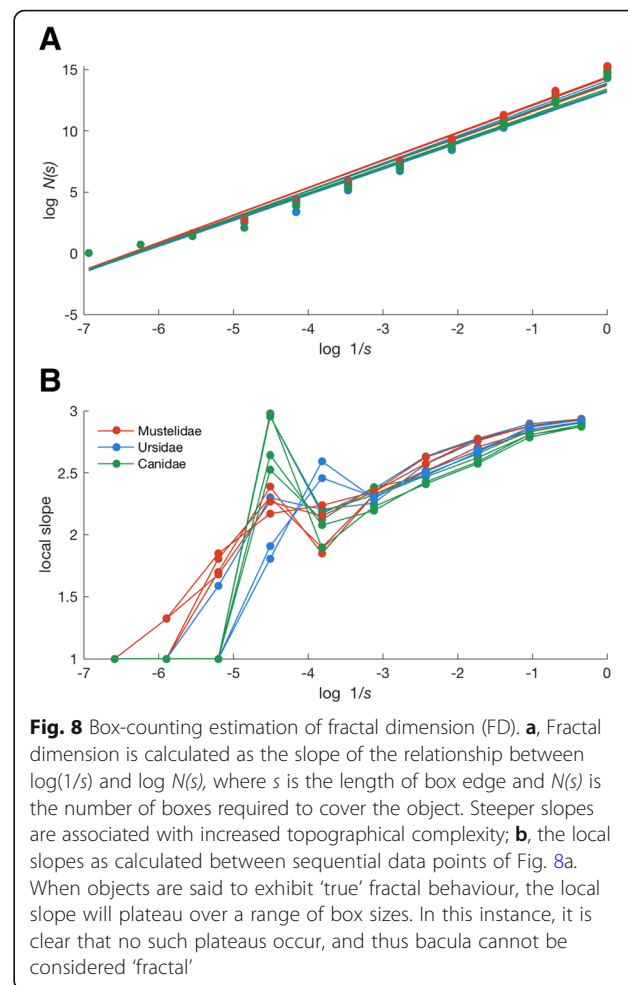 A
15
10
5
0
-5
log N(s)
-7 -6 -5 -4 -3 -2 -1 0
log 1/s
B
3
2.5
2
1.5
1
local slope
Mustelidae
Ursidae
Canidae
-7 -6 -5 -4 -3 -2 -1 0
log 1/s
Fig. 8 Box-counting estimation of fractal dimension (FD). a, Fractal
dimension is calculated as the slope of the relationship between
log(1/s) and log N(s), where s is the length of box edge and N(s) is
the number of boxes required to cover the object. Steeper slopes
are associated with increased topographical complexity; b, the local
slopes as calculated between sequential data points of Fig. 8a.
When objects are said to exhibit ‘true’ fractal behaviour, the local
slope will plateau over a range of box sizes. In this instance, it is
clear that no such plateaus occur, and thus bacula cannot be
considered ‘fractal’